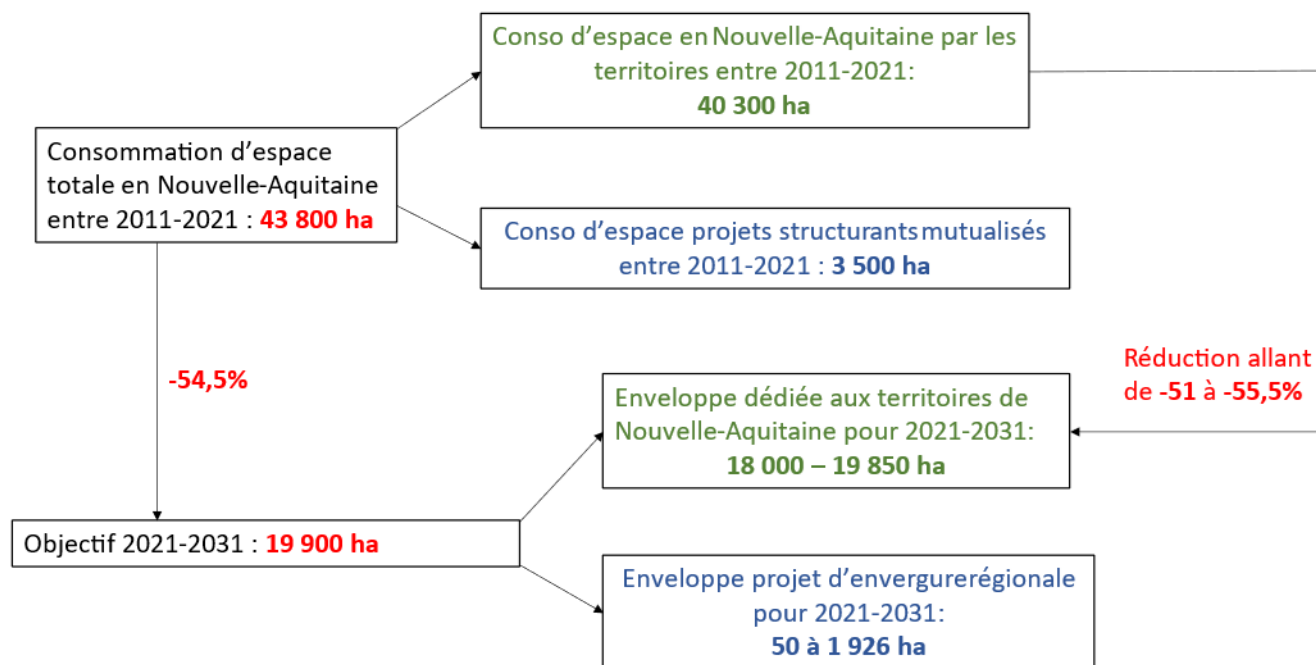 Conso d’espace en Nouvelle-Aquitaine par les
territoires entre 2011-2021:
40 300 ha
Consommation d’espace
totale en Nouvelle-Aquitaine
entre 2011-2021 : 43 800 ha
Conso d’espace projets structurants mutualisés
entre 2011-2021 : 3 500 ha
-54,5%
Réduction allant
de -51 à -55,5%
Enveloppe dédiée aux territoires de
Nouvelle-Aquitaine pour 2021-2031:
18 000 – 19 850 ha
Objectif 2021-2031 : 19 900 ha
Enveloppe projet d’envergurerégionale
pour 2021-2031:
50 à 1 926 ha